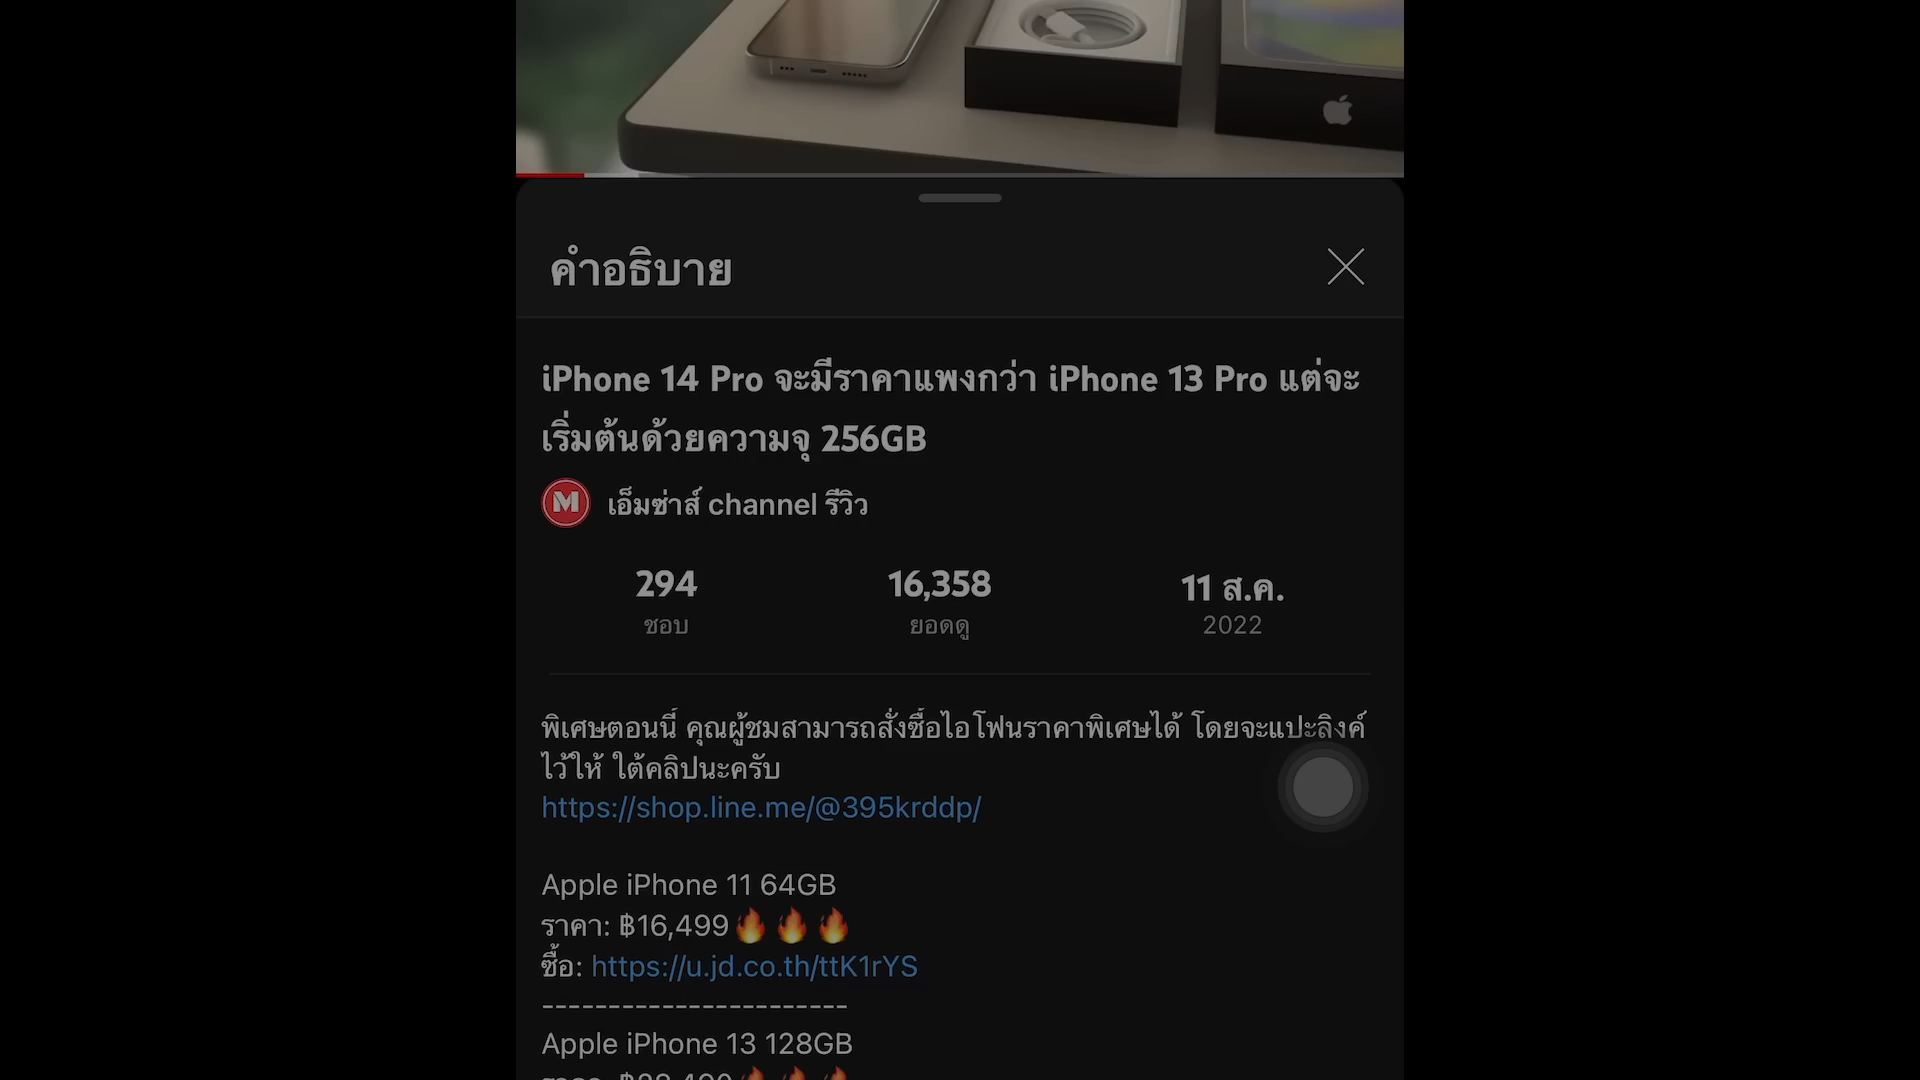 คำอธิบาย
iPhone 14 Pro จะมีราคาแพงกว่า iPhone 13 Pro แต่จะ
เริ่มต้นด้วยความจุ 256GB
M เอ็มซ่าส์ channel รีวิว
294 16,358 11 ส.ค.
ชอบ ยอดดู 2022
พิเศษตอนนี้ คุณผู้ชมสามารถสั่งซื้อไอโฟนราคาพิเศษได้ โดยจะแปะลิงค์
ไว้ให้ ใต้คลิปนะครับ
https://shop.line.me/@395krddp/
Apple iPhone 11 64GB
ราคา: ฿16,499🔥🔥🔥
ซื้อ: https://u.jd.co.th/ttK1rYS
-----------------------
Apple iPhone 13 128GB